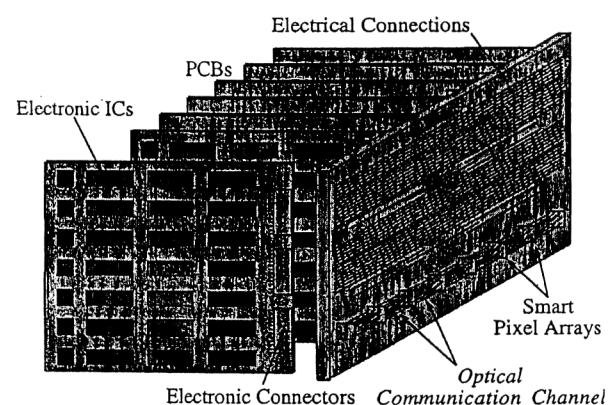 Electrical Connections
PCBs
Electronic ICs
Smart
Pixel Arrays
Optical
Electronic Connectors
Communication Channel